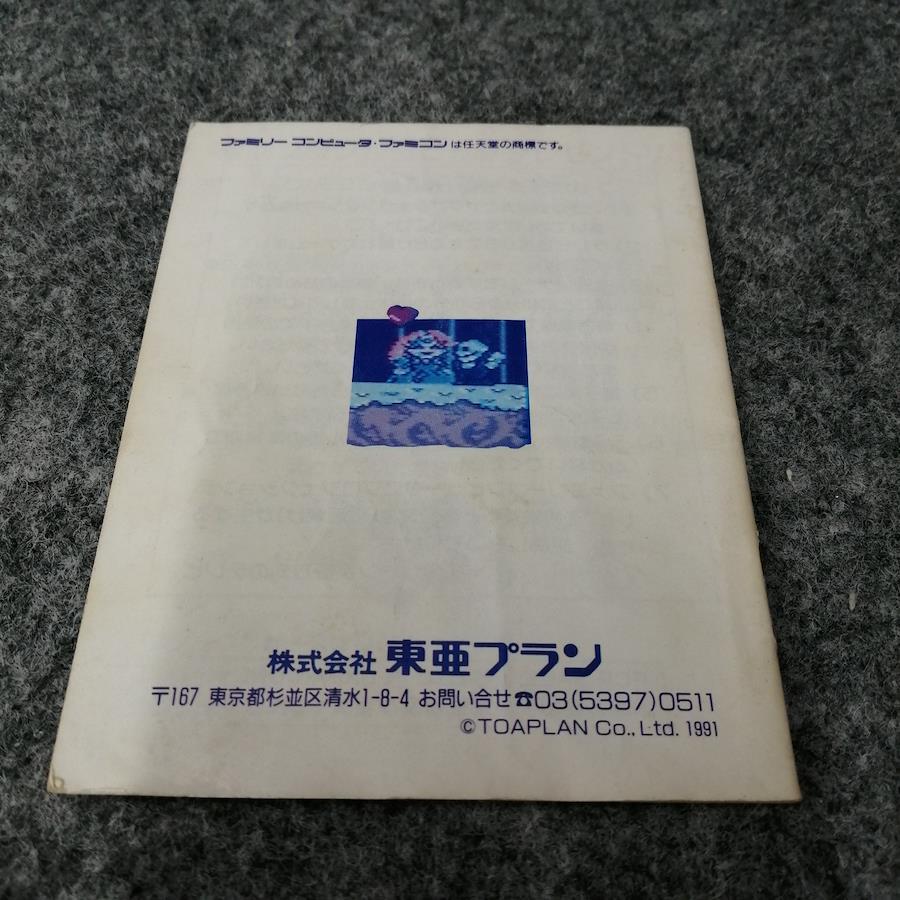 ファミリーコンピュータ・ファミコンは任天堂の商標です。
株式会社 東亜プラン
〒167 東京都杉並区清水1-8-4 お問い合せ☎03(5397)0511
©TOAPLAN Co., Ltd. 1991